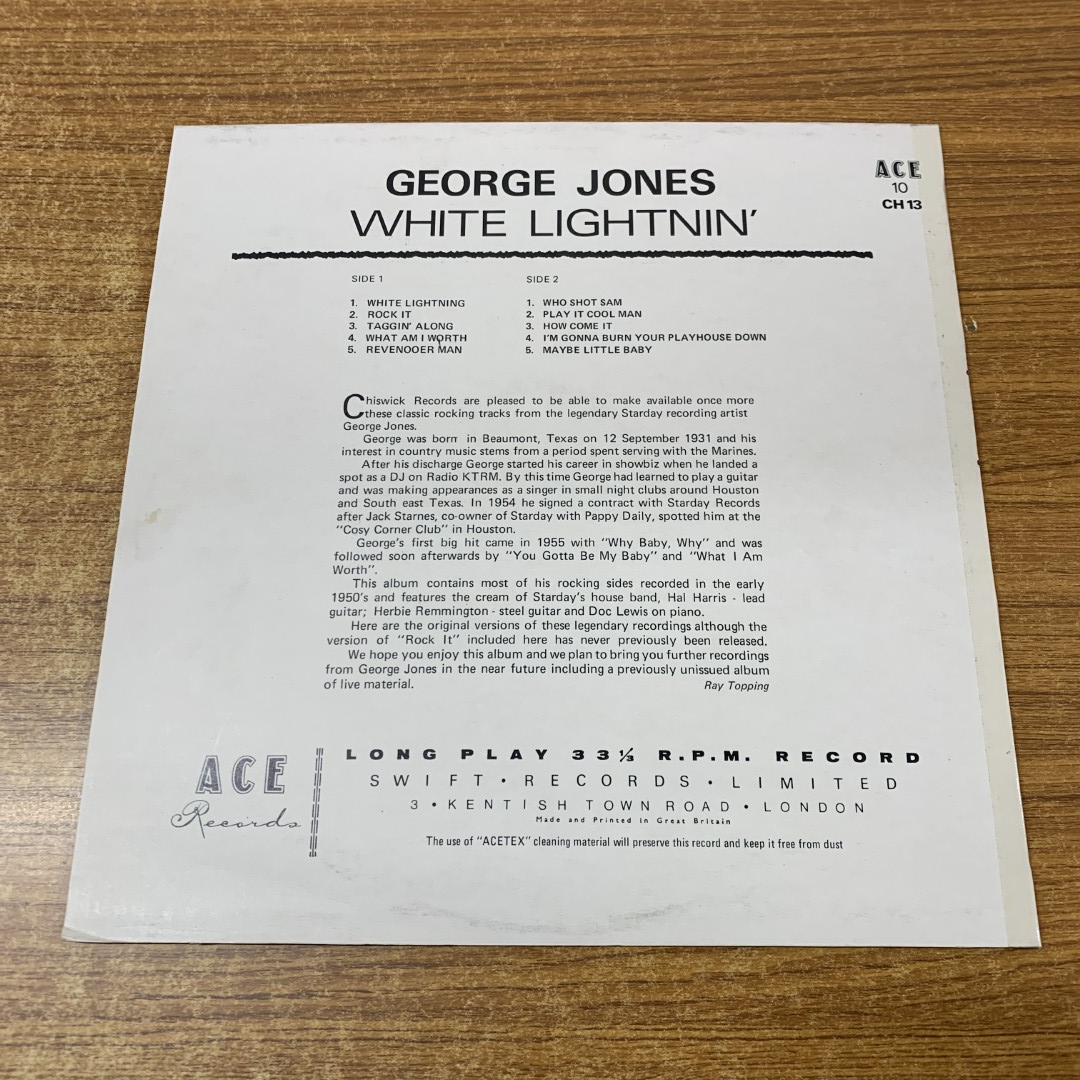 GEORGE JONES
WHITE LIGHTNIN'
ACE
10
CH 13
SIDE 1
1. WHITE LIGHTNING
2. ROCK IT
3. TAGGIN' ALONG
4. WHAT AM I WORTH
5. REVENOOER MAN
SIDE 2
1. WHO SHOT SAM
2. PLAY IT COOL MAN
3. HOW COME IT
4. I'M GONNA BURN YOUR PLAYHOUSE DOWN
5. MAYBE LITTLE BABY
Chiswick Records are pleased to be able to make available once more
these classic rocking tracks from the legendary Starday recording artist
George Jones.
George was born in Beaumont, Texas on 12 September 1931 and his
interest in country music stems from a period spent serving with the Marines.
After his discharge George started his career in showbiz when he landed a
spot as a DJ on Radio KTRM. By this time George had learned to play a guitar
and was making appearances as a singer in small night clubs around Houston
and South east Texas. In 1954 he signed a contract with Starday Records
after Jack Starnes, co-owner of Starday with Pappy Daily, spotted him at the
"Cosy Corner Club" in Houston.
George's first big hit came in 1955 with "Why Baby, Why" and was
followed soon afterwards by "You Gotta Be My Baby" and "What I Am
Worth".
This album contains most of his rocking sides recorded in the early
1950's and features the cream of Starday's house band, Hal Harris - lead
guitar; Herbie Remmington - steel guitar and Doc Lewis on piano.
Here are the original versions of these legendary recordings although the
version of "Rock It" included here has never previously been released.
We hope you enjoy this album and we plan to bring you further recordings
from George Jones in the near future including a previously unissued album
of live material. Ray Topping
ACE
Records
LONG PLAY 33⅓ R.P.M. RECORD
SWIFT • RECORDS • LIMITED
3 • KENTISH TOWN ROAD • LONDON
Made and Printed in Great Britain
The use of "ACETEX" cleaning material will preserve this record and keep it free from dust